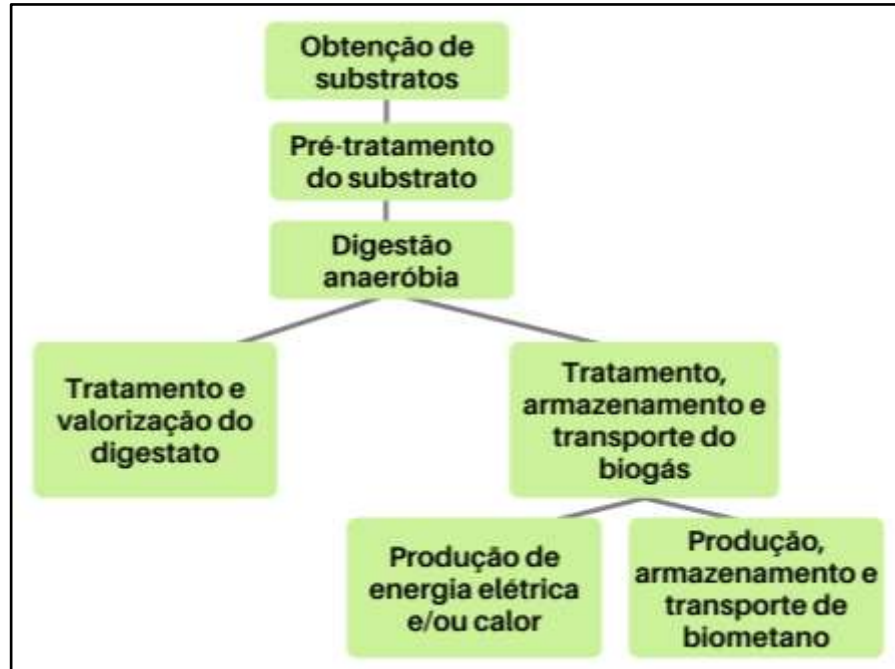 Obtenção de
substratos
Pré-tratamento
do substrato
Digestão
anaeróbia
Tratamento e
valorização do
digestato
Tratamento,
armazenamento e
transporte do
biogás
Produção de
energia elétrica
e/ou calor
Produção,
armazenamento e
transporte de
biometano